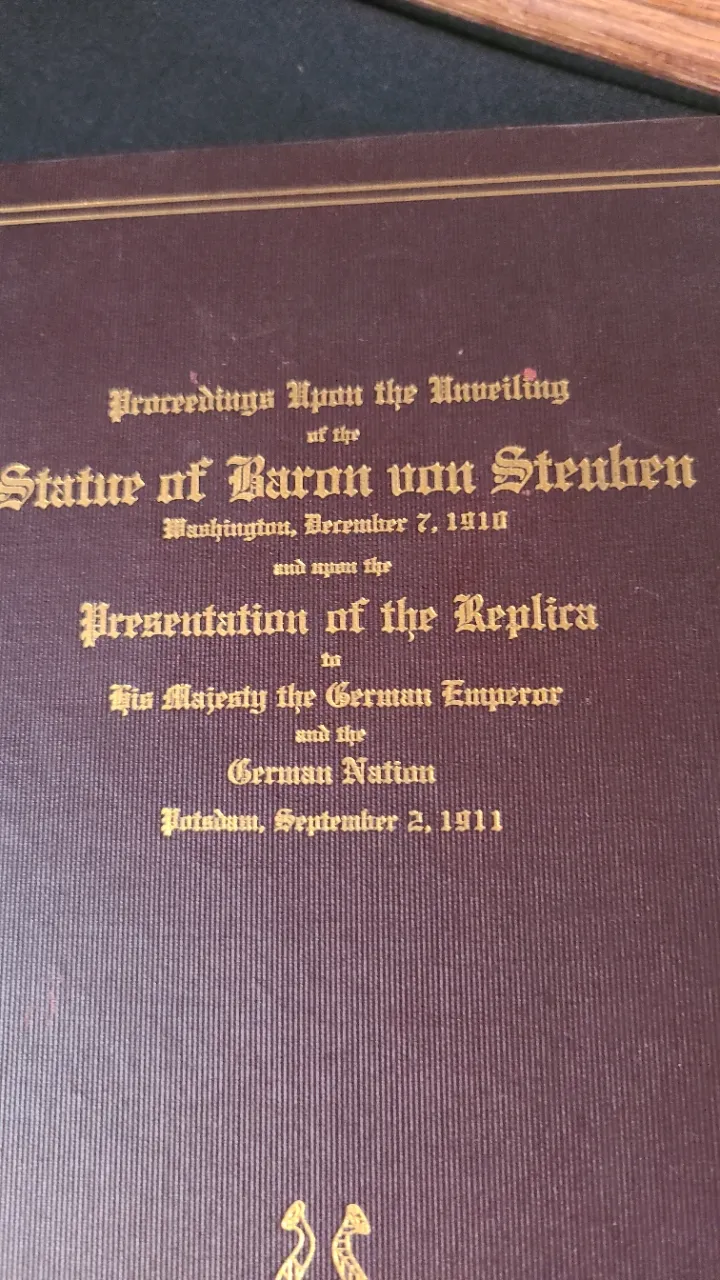 Proceedings Upon the Unveiling
of the
Statue of Baron von Steuben
Washington, December 7, 1910
and upon the
Presentation of the Replica
to
His Majesty the German Emperor
and the
German Nation
Potsdam, September 2, 1911